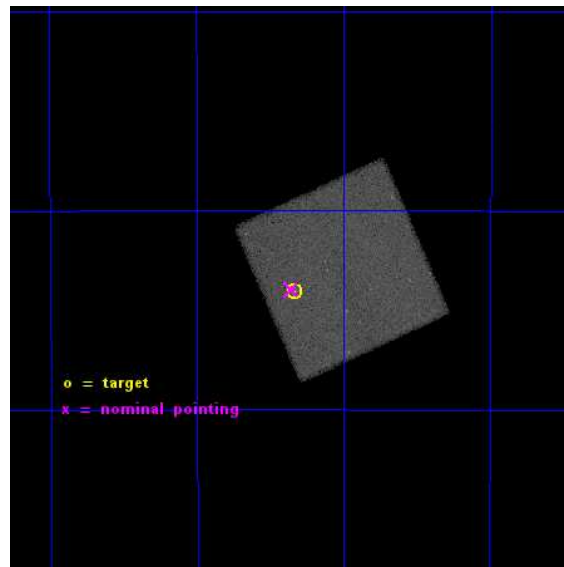 o = target
x = nominal pointing